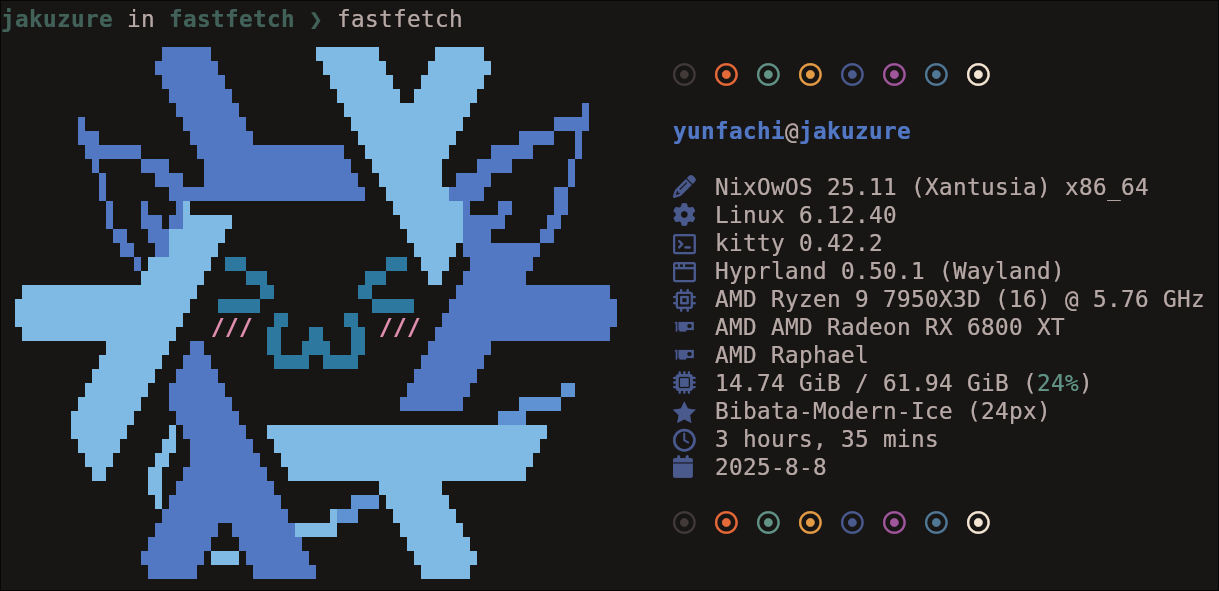 jakuzure in fastfetch ❯ fastfetch
yunfachi@jakuzure
NixOwOS 25.11 (Xantusia) x86_64
Linux 6.12.40
kitty 0.42.2
Hyprland 0.50.1 (Wayland)
AMD Ryzen 9 7950X3D (16) @ 5.76 GHz
AMD AMD Radeon RX 6800 XT
AMD Raphael
14.74 GiB / 61.94 GiB (24%)
Bibata-Modern-Ice (24px)
3 hours, 35 mins
2025-8-8